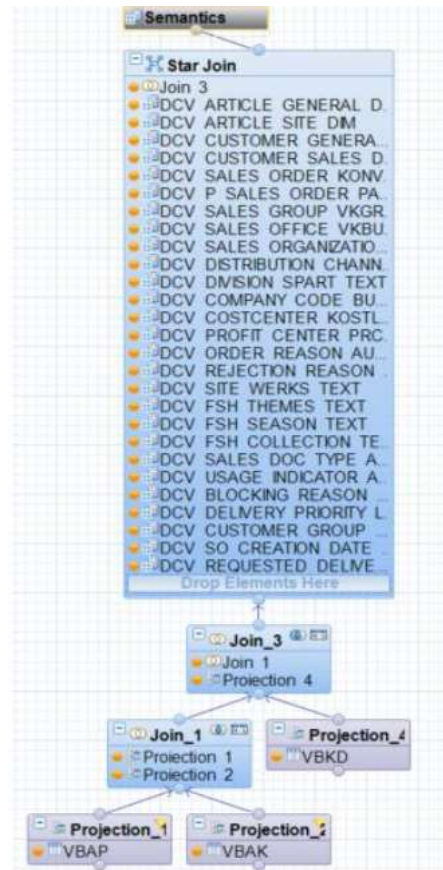 Semantics
Star Join
Join 3
DCV ARTICLE GENERAL D.
DCV ARTICLE SITE DIM
DCV CUSTOMER GENERA...
DCV CUSTOMER SALES D.
DCV SALES ORDER KONV.
DCV P SALES ORDER PA..
DCV SALES GROUP VKGR.
DCV SALES OFFICE VKBU.
DCV SALES ORGANIZATIO...
DCV DISTRIBUTION CHANN.
DCV DIVISION SPART TEXT
DCV COMPANY CODE BU...
DCV COSTCENTER KOSTL..
DCV PROFIT CENTER PRC.
DCV ORDER REASON AU...
DCV REJECTION REASON .
DCV SITE WERKS TEXT
DCV FSH THEMES TEXT
DCV FSH SEASON TEXT
DCV FSH COLLECTION TE...
DCV SALES DOC TYPE A...
DCV USAGE INDICATOR A...
DCV BLOCKING REASON ...
DCV DELIVERY PRIORITY L.
DCV CUSTOMER GROUP ...
DCV SO CREATION DATE .
DCV REQUESTED DELIVE...
Drop Elements Here
Join_3
Join 1
Projection 4
Join_1
Projection_4
Projection 1
VBKD
Projection 2
Projection_1
Projection_2
VBAP
VBAK